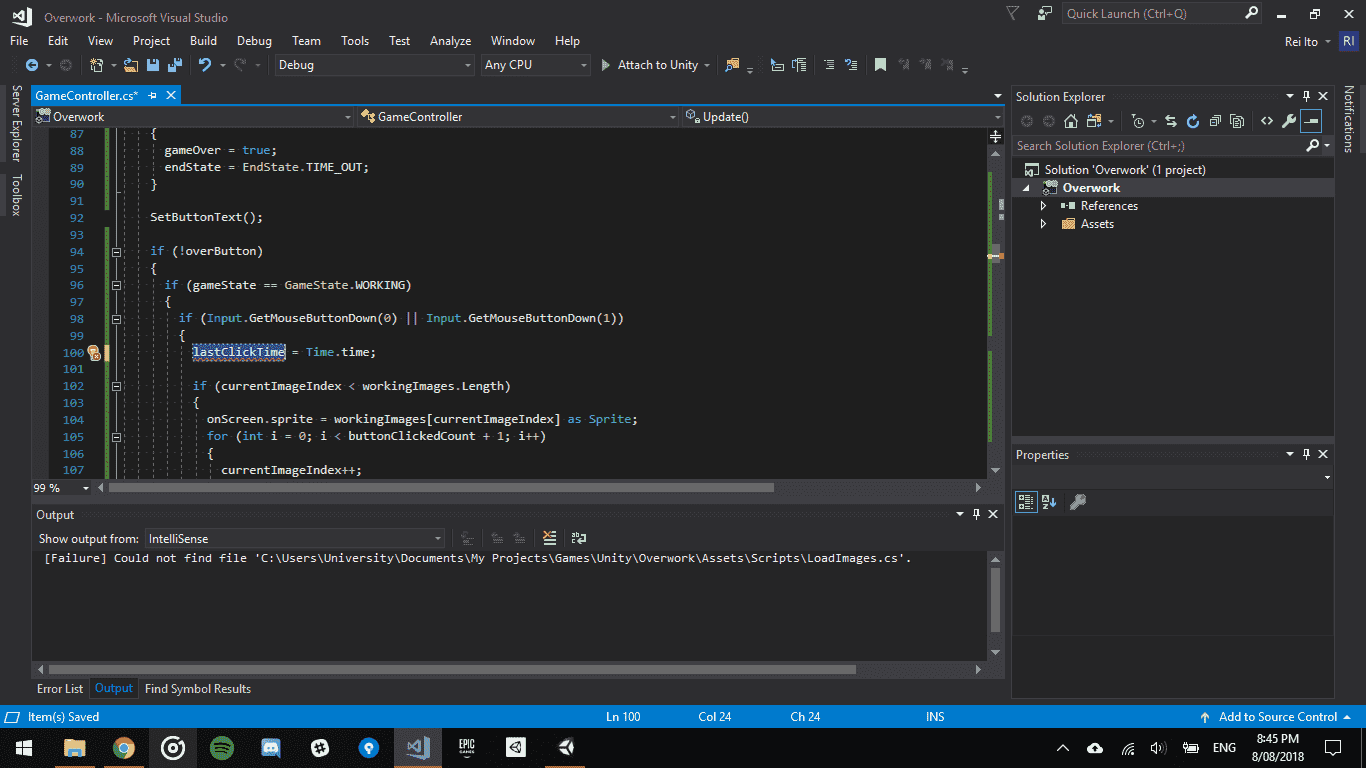 Overwork - Microsoft Visual Studio
Quick Launch (Ctrl+Q)
File Edit View Project Build Debug Team Tools Test Analyze Window Help
Rei Ito RI
Debug Any CPU Attach to Unity
Server Explorer
Toolbox
GameController.cs*
Overwork GameController Update()
87 {
88 gameOver = true;
89 endState = EndState.TIME_OUT;
90 }
91
92 SetButtonText();
93
94 if (!overButton)
95 {
96 if (gameState == GameState.WORKING)
97 {
98 if (Input.GetMouseButtonDown(0) || Input.GetMouseButtonDown(1))
99 {
100 lastClickTime = Time.time;
101
102 if (currentImageIndex < workingImages.Length)
103 {
104 onScreen.sprite = workingImages[currentImageIndex] as Sprite;
105 for (int i = 0; i < buttonClickedCount + 1; i++)
106 {
107 currentImageIndex++;
99 %
Output
Show output from: IntelliSense
[Failure] Could not find file 'C:\Users\University\Documents\My Projects\Games\Unity\Overwork\Assets\Scripts\LoadImages.cs'.
Error List Output Find Symbol Results
Solution Explorer
Search Solution Explorer (Ctrl+;)
Solution 'Overwork' (1 project)
Overwork
References
Assets
Properties
Notifications
Item(s) Saved Ln 100 Col 24 Ch 24 INS Add to Source Control
EPIC
GAMES
ENG
8:45 PM
8/08/2018